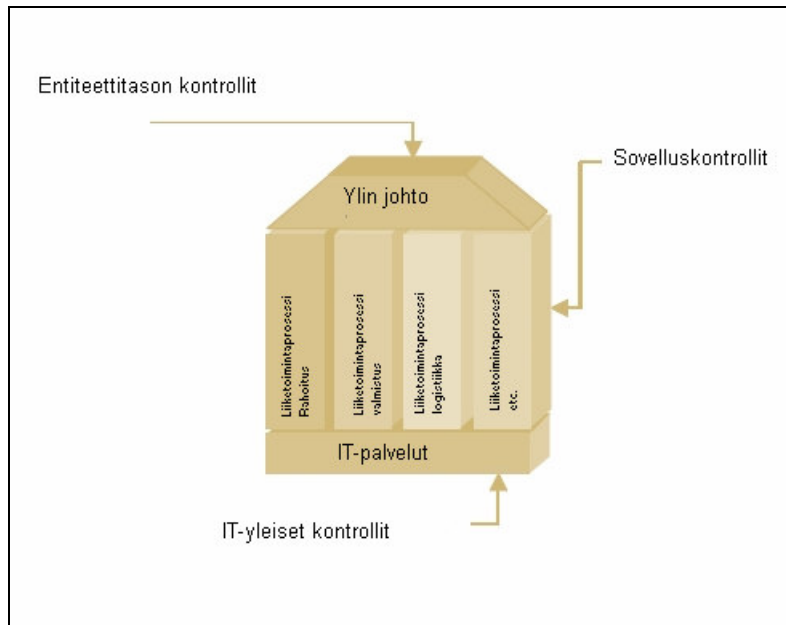 Entiteettitason kontrollit
Sovelluskontrollit
Ylin johto
Liiketoimintaprosessi
Rahoitus
Liiketoimintaprosessi
valmistus
Liiketoimintaprosessi
logistiikka
Liiketoimintaprosessi
etc.
IT-palvelut
IT-yleiset kontrollit